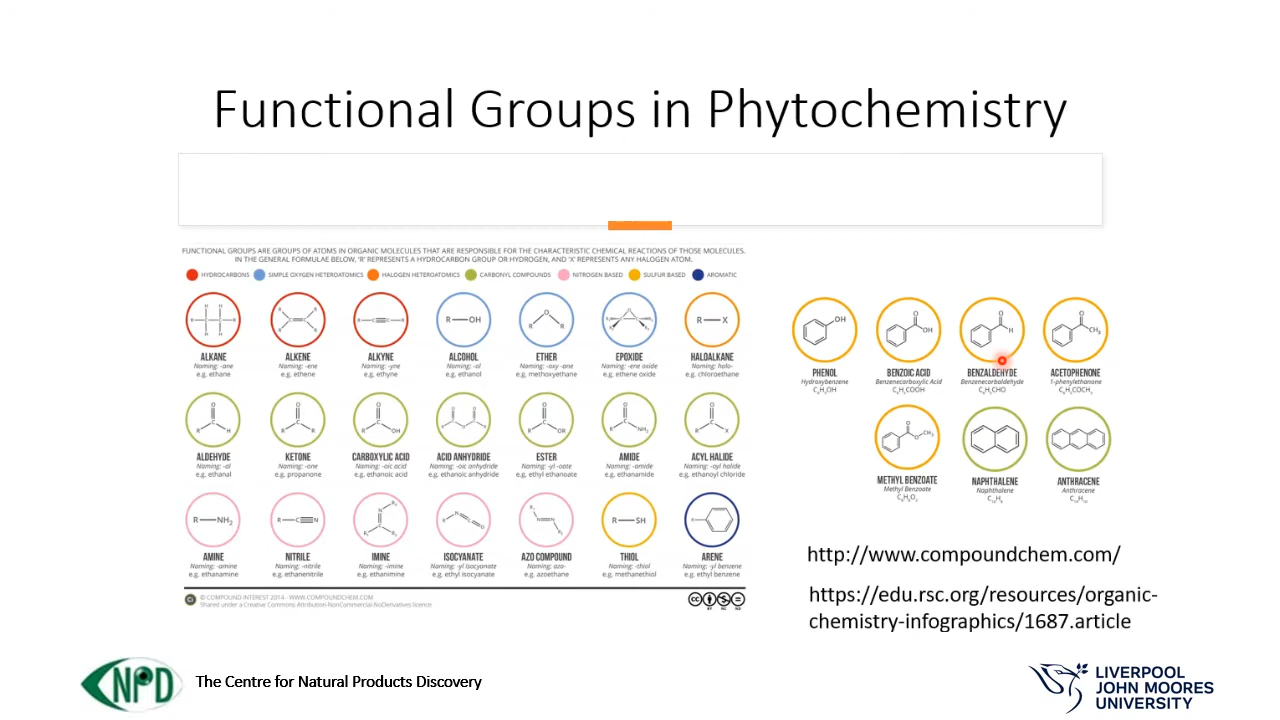 Functional Groups in Phytochemistry
FUNCTIONAL GROUPS ARE GROUPS OF ATOMS IN ORGANIC MOLECULES THAT ARE RESPONSIBLE FOR THE CHARACTERISTIC CHEMICAL REACTIONS OF THOSE MOLECULES.
IN THE GENERAL FORMULAE BELOW, 'R' REPRESENTS A HYDROCARBON GROUP OR HYDROGEN, AND 'X' REPRESENTS ANY HALOGEN ATOM.
HYDROCARBONS SIMPLE OXYGEN HETEROATOMICS HALOGEN HETEROATOMICS CARBONYL COMPOUNDS NITROGEN BASED SULFUR BASED AROMATIC
ALKANE ALKENE ALKYNE ALCOHOL ETHER EPOXIDE HALOALKANE
Naming: -ane Naming: -ene Naming: -yne Naming: -ol Naming: -oxy -ane Naming: -ene oxide Naming: halo-
e.g. ethane e.g. ethene e.g. ethyne e.g. ethanol e.g. methoxyethane e.g. ethene oxide e.g. chloroethane
ALDEHYDE KETONE CARBOXYLIC ACID ACID ANHYDRIDE ESTER AMIDE ACYL HALIDE
Naming: -al Naming: -one Naming: -oic acid Naming: -oic anhydride Naming: -yl -oate Naming: -amide Naming: -oyl halide
e.g. ethanal e.g. propanone e.g. ethanoic acid e.g. ethanoic anhydride e.g. ethyl ethanoate e.g. ethanamide e.g. ethanoyl chloride
R—NH₂ R—SH
AMINE NITRILE IMINE ISOCYANATE AZO COMPOUND THIOL ARENE
Naming: -amine Naming: -nitrile Naming: -imine Naming: -yl isocyanate Naming: azo- Naming: -thiol Naming: -yl benzene
e.g. ethanamine e.g. ethanenitrile e.g. ethanimine e.g. ethyl isocyanate e.g. azoethane e.g. methanethiol e.g. ethyl benzene
Ci © COMPOUND INTEREST 2014 - WWW.COMPOUNDCHEM.COM
Shared under a Creative Commons Attribution-NonCommercial-NoDerivatives licence
PHENOL BENZOIC ACID BENZALDEHYDE ACETOPHENONE
Hydroxybenzene Benzenecarboxylic Acid Benzenecarbaldehyde 1-phenylethanone
C₆H₅OH C₆H₅COOH C₆H₅CHO C₆H₅COCH₃
METHYL BENZOATE NAPHTHALENE ANTHRACENE
Methyl Benzoate Naphthalene Anthracene
C₈H₈O₂ C₁₀H₈ C₁₄H₁₀
http://www.compoundchem.com/
https://edu.rsc.org/resources/organic-
chemistry-infographics/1687.article
NPD
The Centre for Natural Products Discovery
LIVERPOOL
JOHN MOORES
UNIVERSITY